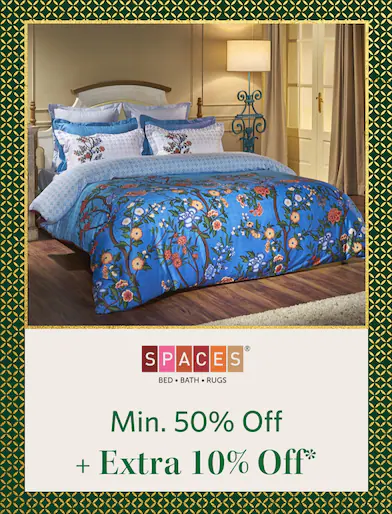 SPACES®
BED • BATH • RUGS
Min. 50% Off
+ Extra 10% Off*